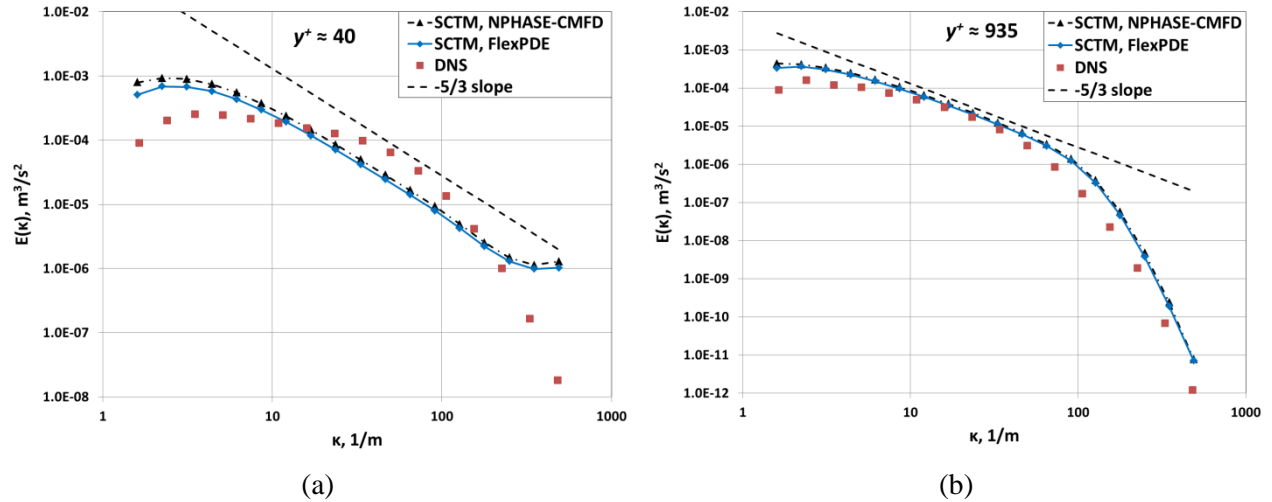 1.0E-02
1.0E-03
1.0E-04
1.0E-05
1.0E-06
1.0E-07
1.0E-08
E(κ), m³/s²
y⁺ ≈ 40
SCTM, NPHASE-CMFD
SCTM, FlexPDE
DNS
-5/3 slope
1 10 100 1000
κ, 1/m
(a)
1.0E-02
1.0E-03
1.0E-04
1.0E-05
1.0E-06
1.0E-07
1.0E-08
1.0E-09
1.0E-10
1.0E-11
1.0E-12
E(κ), m³/s²
y⁺ ≈ 935
SCTM, NPHASE-CMFD
SCTM, FlexPDE
DNS
-5/3 slope
1 10 100 1000
κ, 1/m
(b)